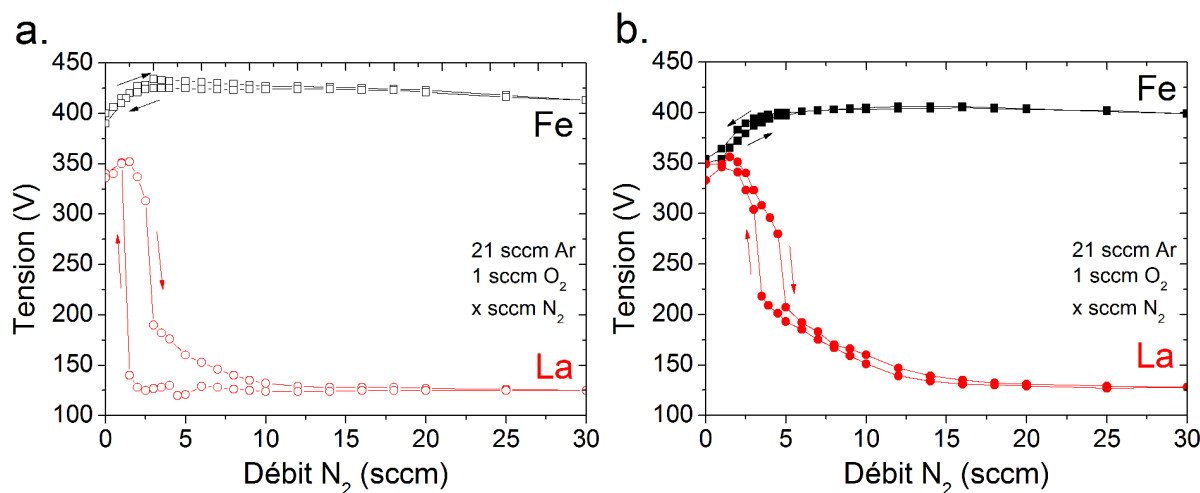 a.
450
400
350
300
250
200
150
100
Tension (V)
Fe
21 sccm Ar
1 sccm O₂
x sccm N₂
La
0 5 10 15 20 25 30
Débit N₂ (sccm)
b.
450
400
350
300
250
200
150
100
Tension (V)
Fe
21 sccm Ar
1 sccm O₂
x sccm N₂
La
0 5 10 15 20 25 30
Débit N₂ (sccm)